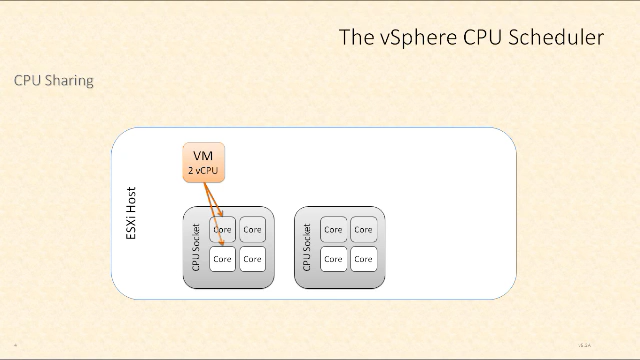 The vSphere CPU Scheduler
CPU Sharing
VM
2 vCPU
ESXi Host
CPU Socket
Core Core
Core Core
CPU Socket
Core Core
Core Core